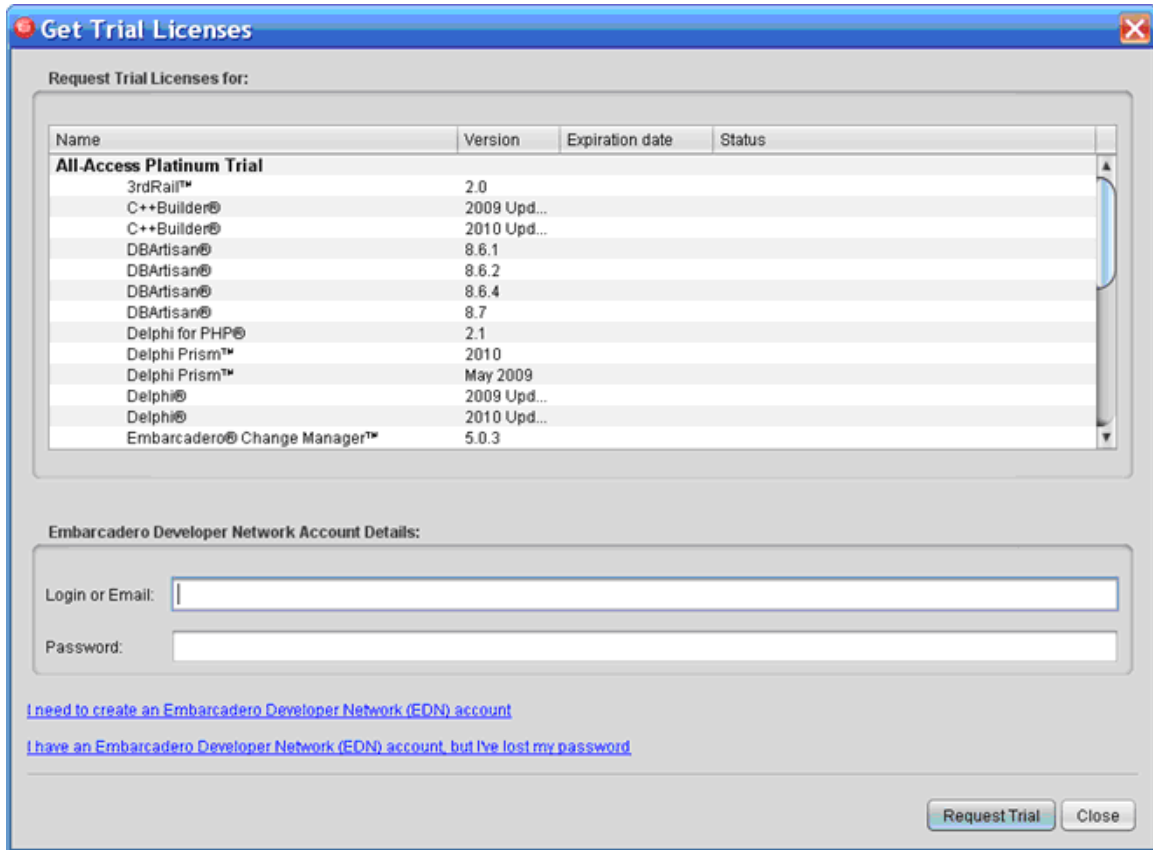 Get Trial Licenses
Request Trial Licenses for:
Name Version Expiration date Status
All-Access Platinum Trial
3rdRail™ 2.0
C++Builder® 2009 Upd...
C++Builder® 2010 Upd...
DBArtisan® 8.6.1
DBArtisan® 8.6.2
DBArtisan® 8.6.4
DBArtisan® 8.7
Delphi for PHP® 2.1
Delphi Prism™ 2010
Delphi Prism™ May 2009
Delphi® 2009 Upd...
Delphi® 2010 Upd...
Embarcadero® Change Manager™ 5.0.3
Embarcadero Developer Network Account Details:
Login or Email:
Password:
I need to create an Embarcadero Developer Network (EDN) account
I have an Embarcadero Developer Network (EDN) account, but I've lost my password
Request Trial Close